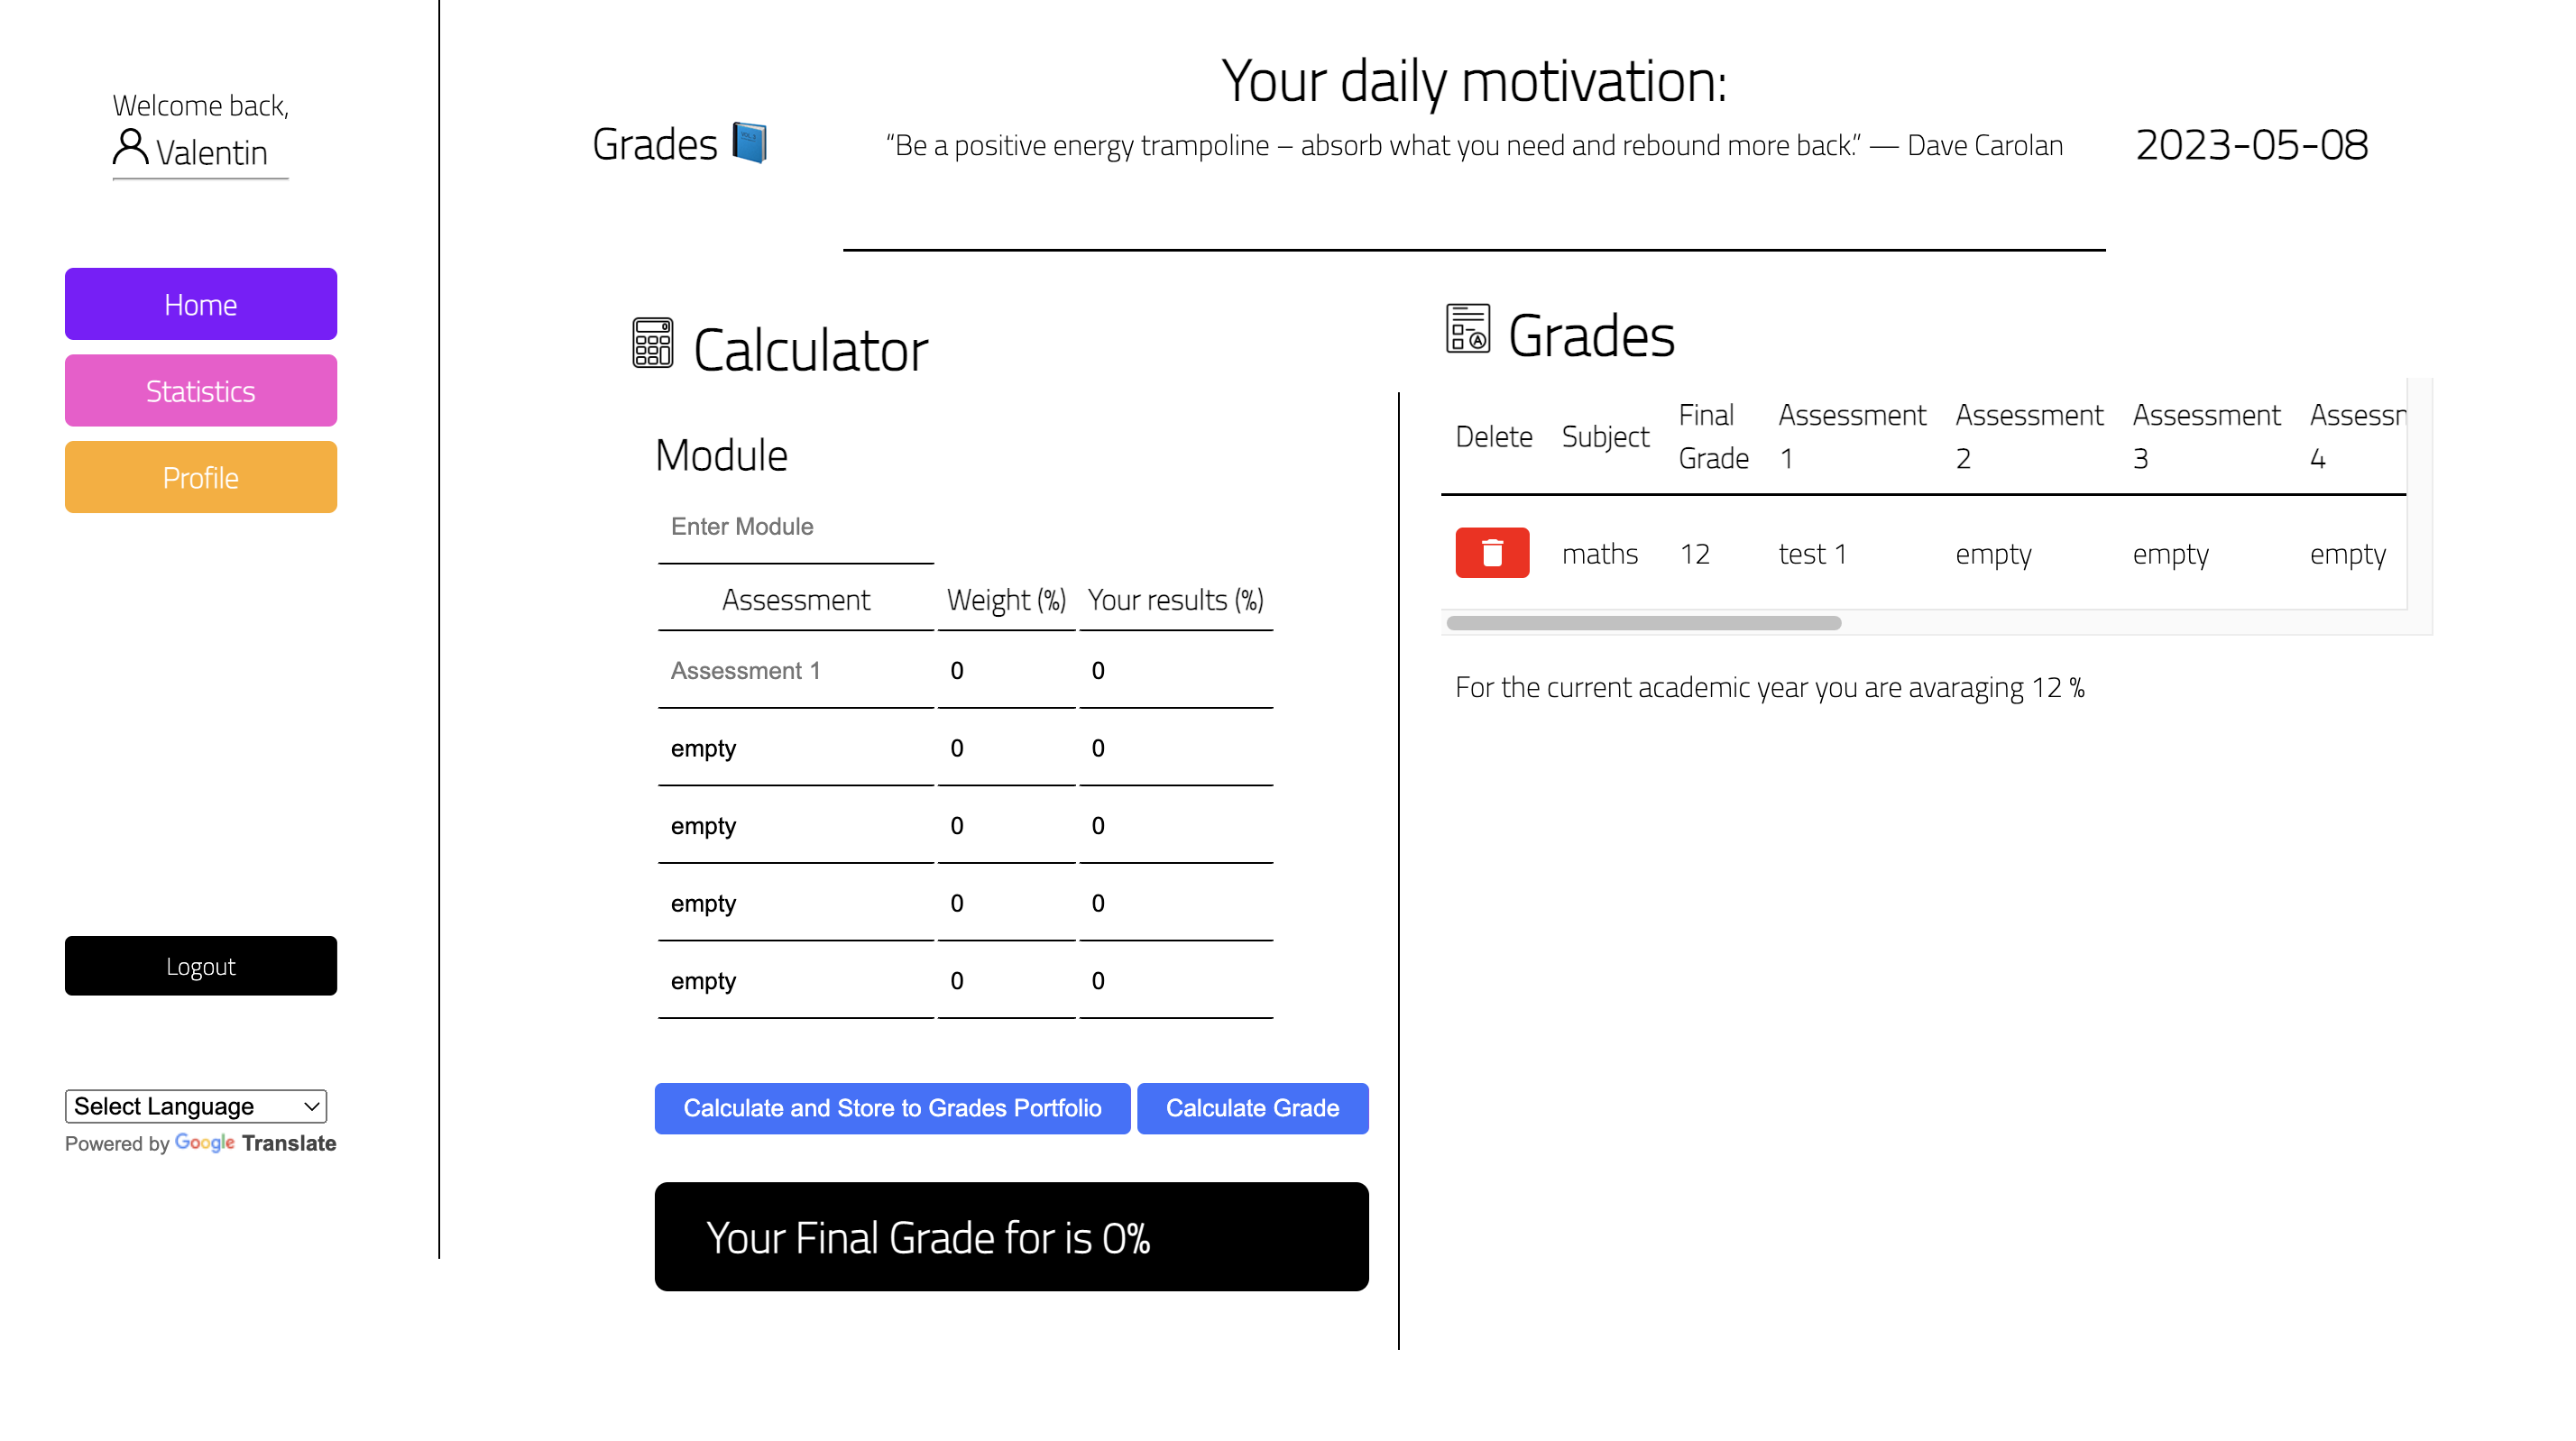 Welcome back,
Valentin
Home
Statistics
Profile
Logout
Select Language
Powered by Google Translate
Grades
Your daily motivation:
“Be a positive energy trampoline – absorb what you need and rebound more back.” — Dave Carolan
2023-05-08
Calculator
Module
Enter Module
Assessment Weight (%) Your results (%)
Assessment 1 0 0
empty 0 0
empty 0 0
empty 0 0
empty 0 0
Calculate and Store to Grades Portfolio Calculate Grade
Your Final Grade for is 0%
Grades
Delete Subject Final Grade Assessment 1 Assessment 2 Assessment 3 Assessm 4
maths 12 test 1 empty empty empty
For the current academic year you are avaraging 12 %